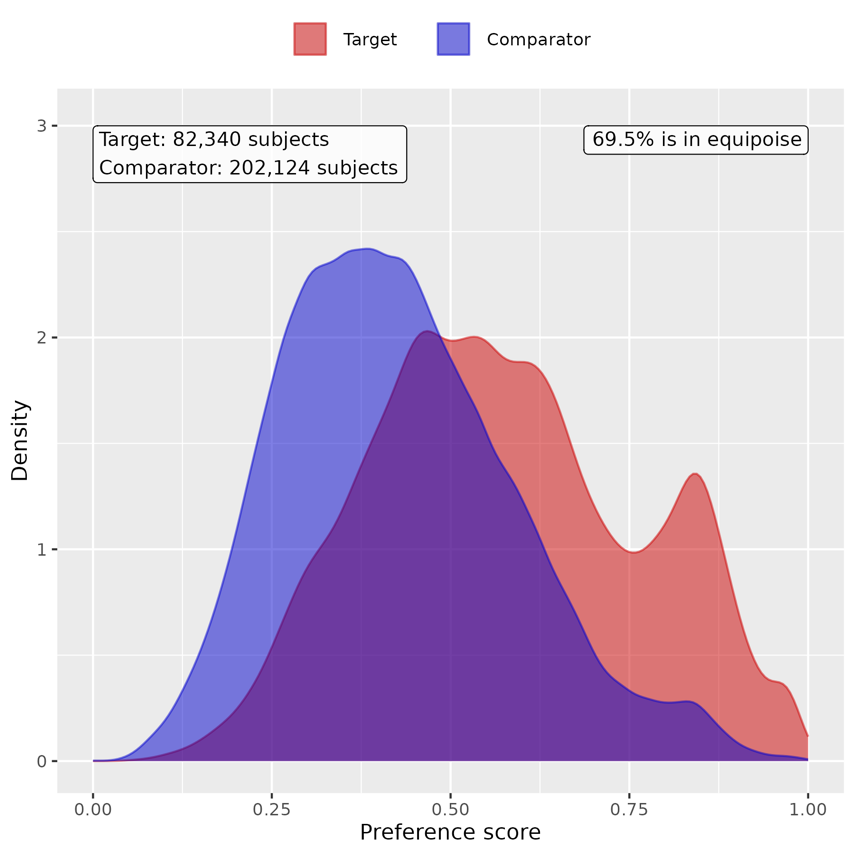 Target Comparator
Target: 82,340 subjects
Comparator: 202,124 subjects
69.5% is in equipoise
3
2
1
0
Density
0.00 0.25 0.50 0.75 1.00
Preference score